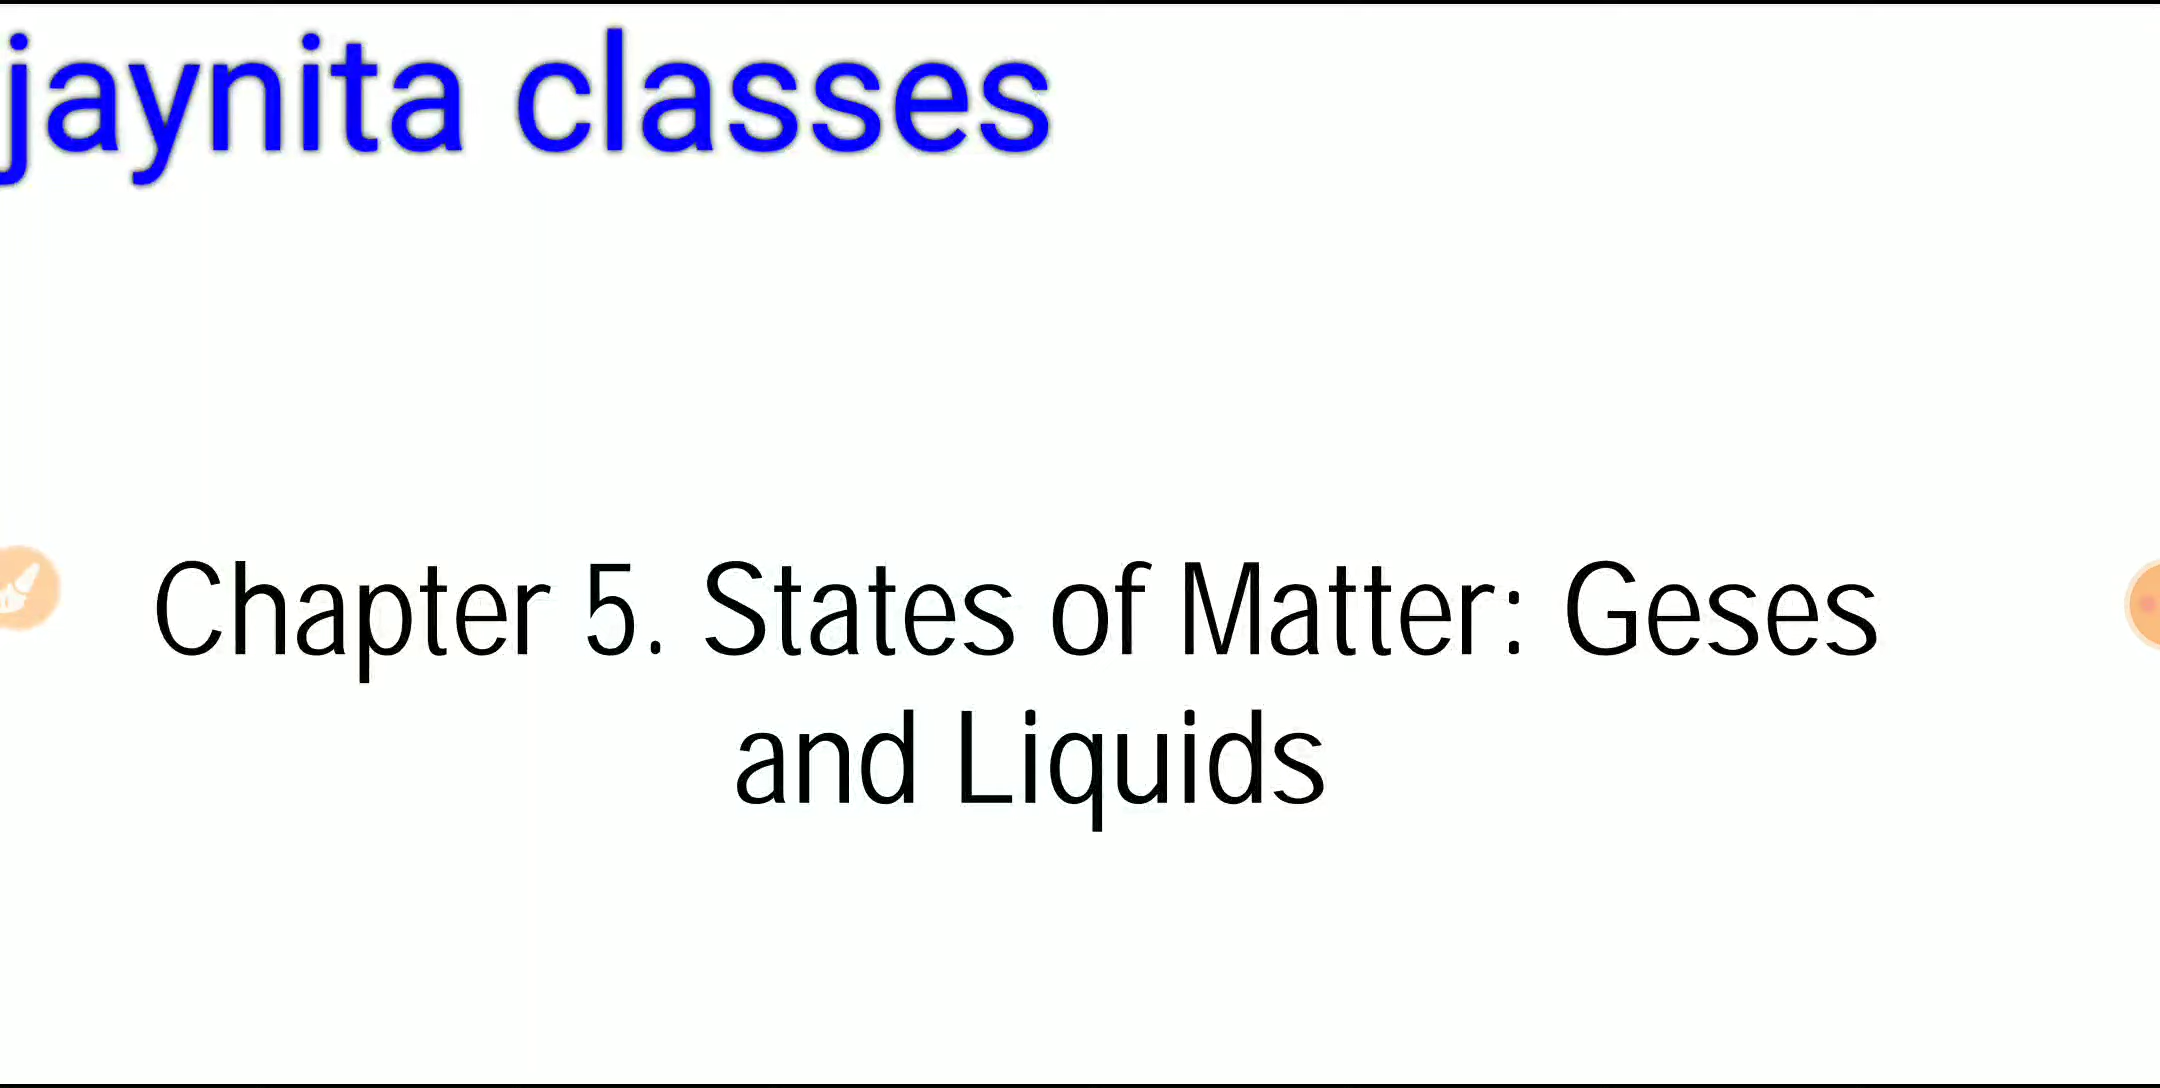 jaynita classes
Chapter 5. States of Matter: Geses
and Liquids